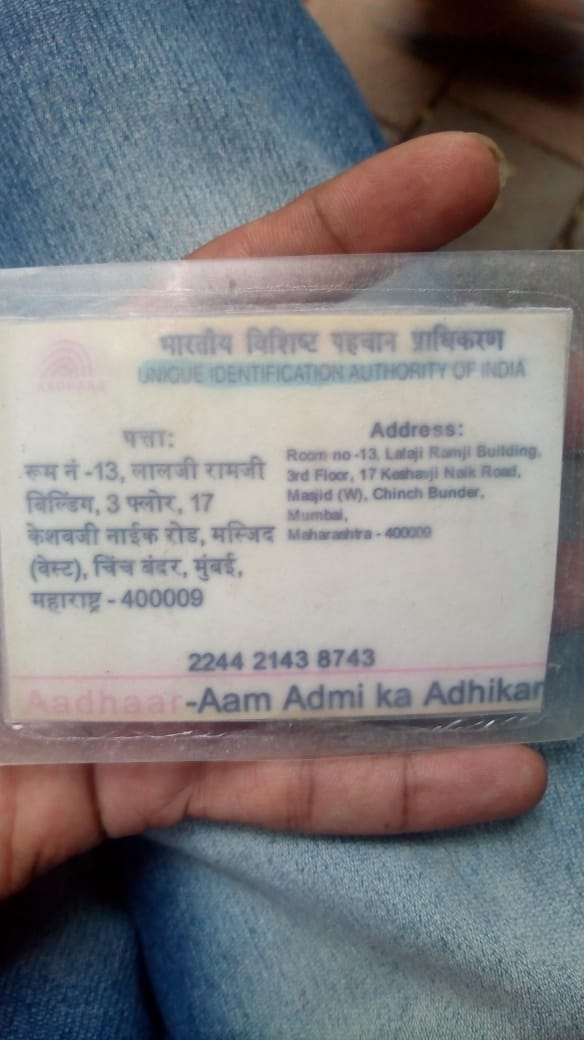 भारतीय विशिष्ट पहचान प्राधिकरण
UNIQUE IDENTIFICATION AUTHORITY OF INDIA
AADHAAR
पत्ता:
रूम नं -13, लालजी रामजी
बिल्डिंग, 3 फ्लोर, 17
केशवजी नाईक रोड, मस्जिद
(वेस्ट), चिंच बंदर, मुंबई,
महाराष्ट्र - 400009
Address:
Room no -13, Lalaji Ramji Building,
3rd Floor, 17 Keshavji Naik Road,
Masjid (W), Chinch Bunder,
Mumbai,
Maharashtra - 400009
2244 2143 8743
Aadhaar-Aam Admi ka Adhikar